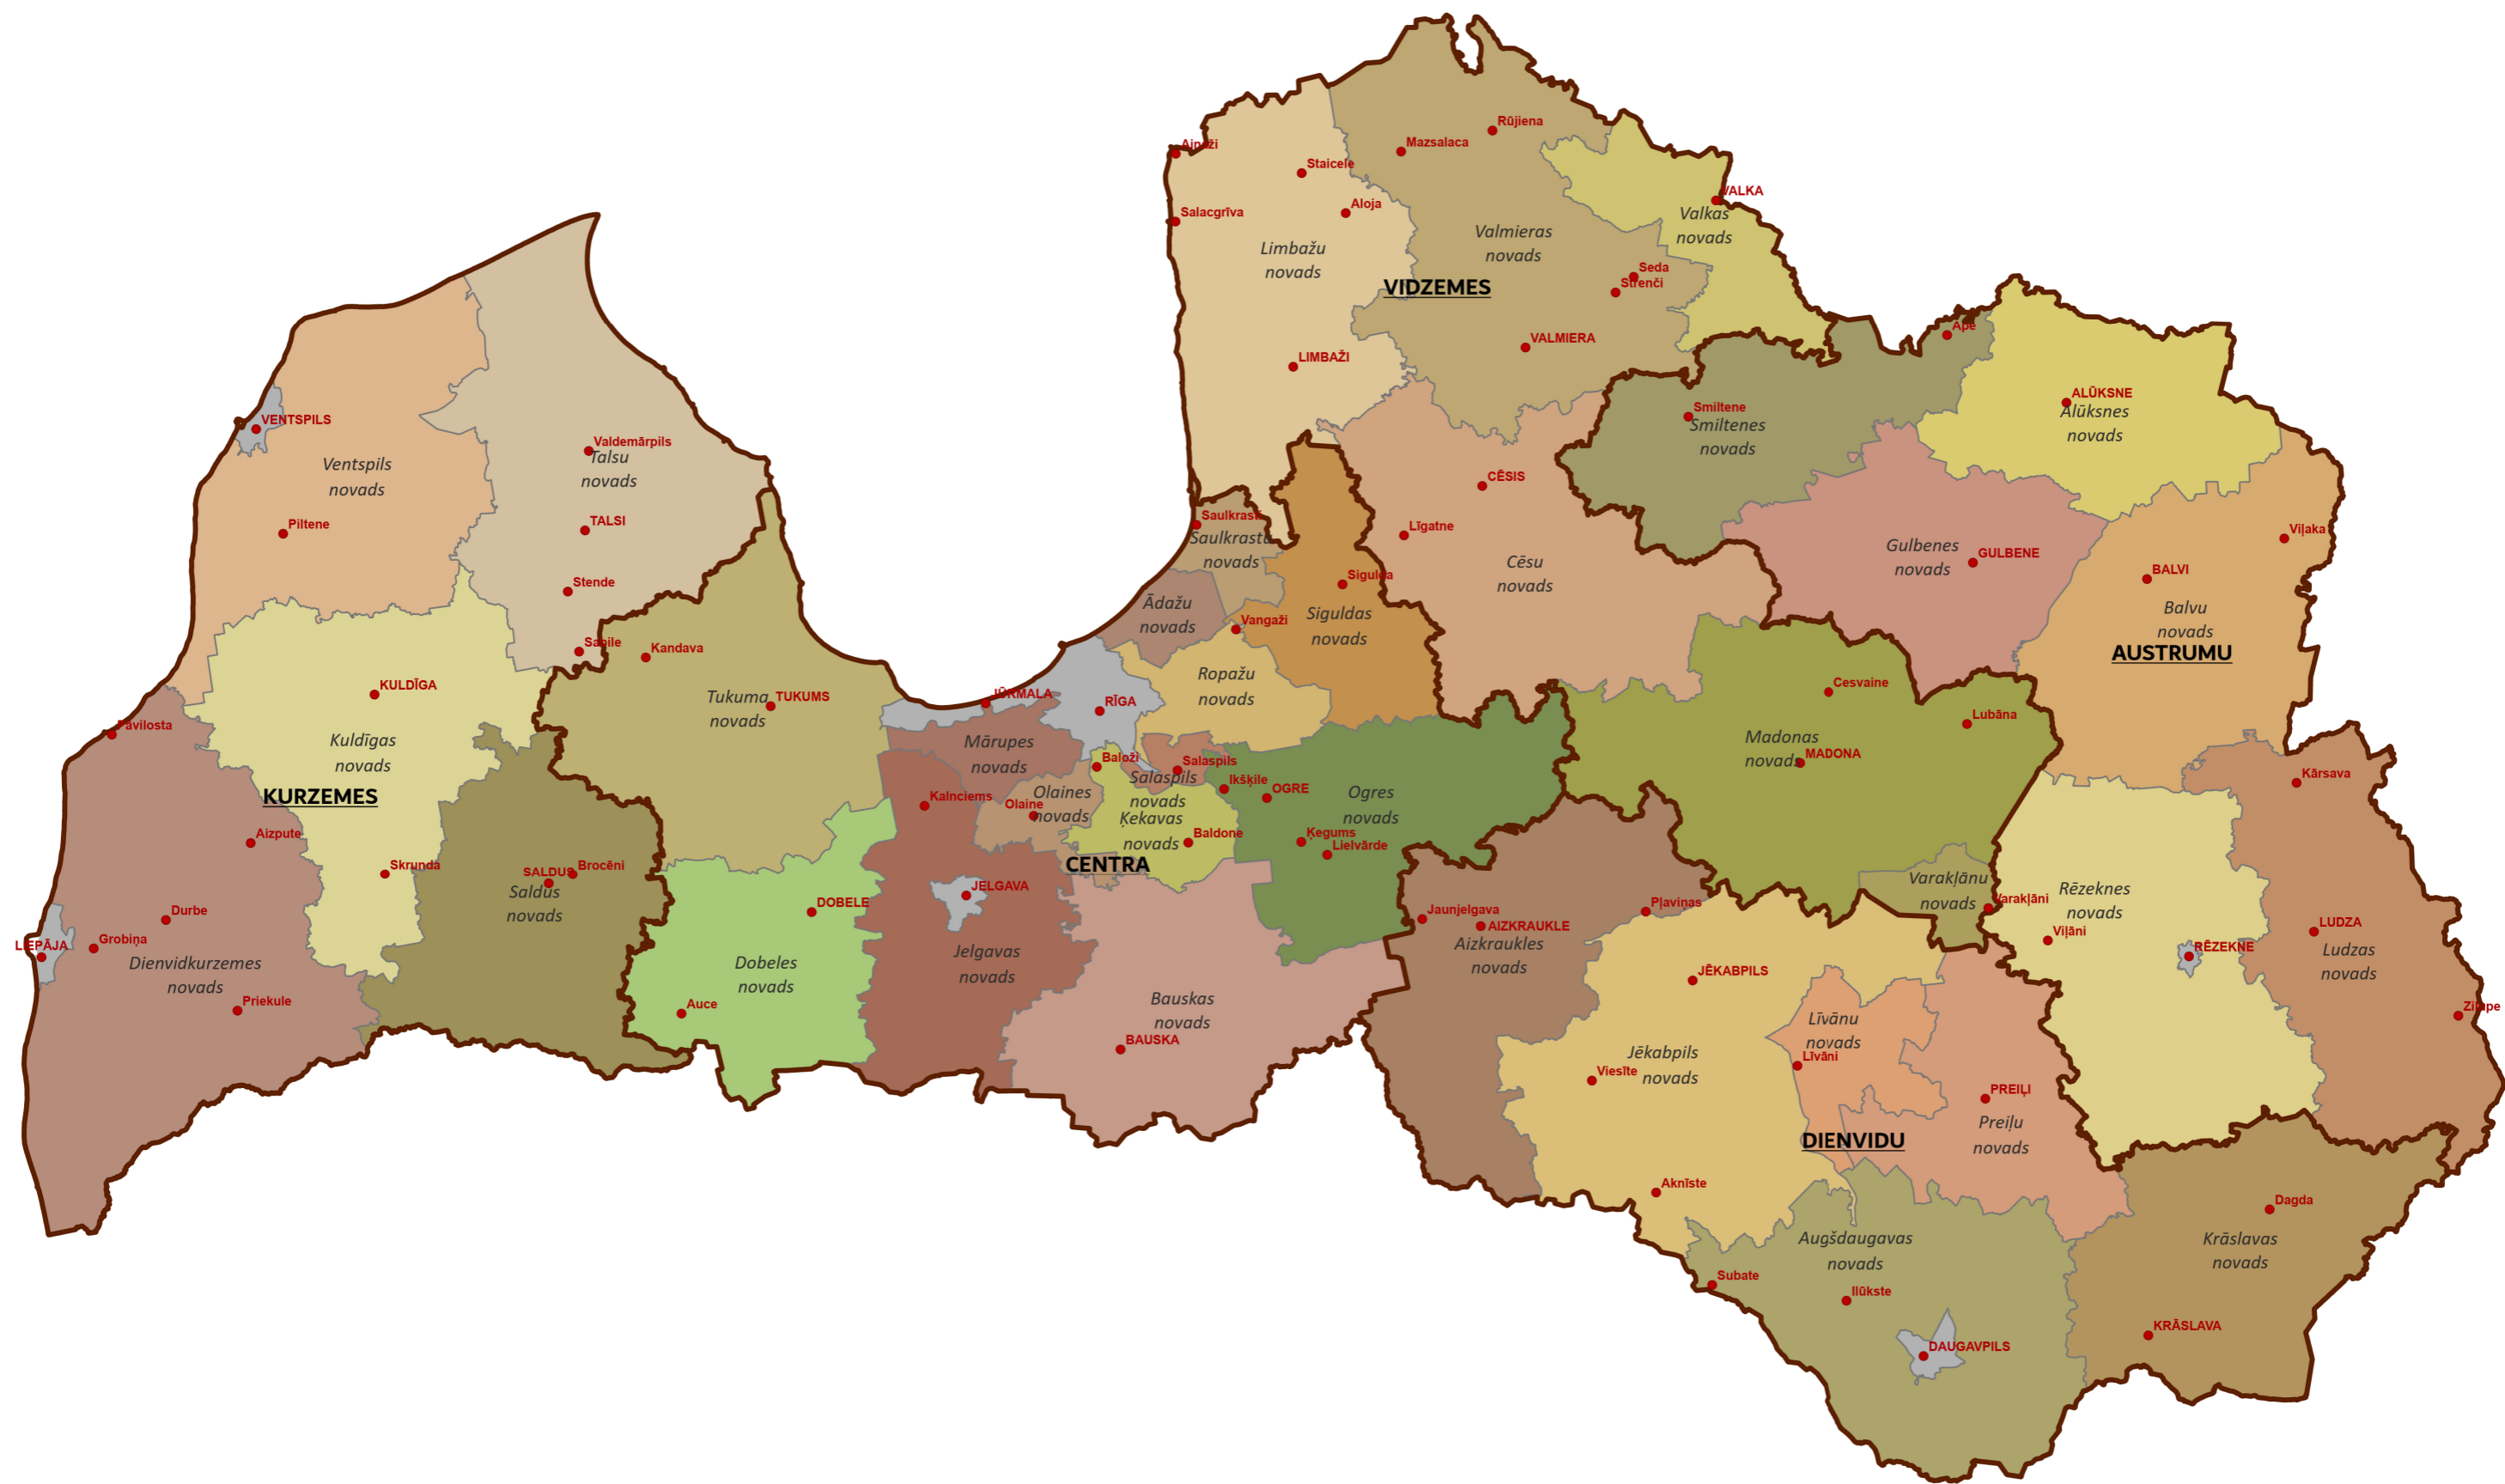 Rūjiena
Mazsalaca
Ainaži
Staicele
VALKA
Aloja
Salacgrīva
Valkas
novads
Valmieras
novads
Limbažu
novads
Seda
Strenči
VIDZEMES
Ape
VALMIERA
LIMBAŽI
ALŪKSNE
Alūksnes
novads
Smiltene
Smiltenes
novads
VENTSPILS
Valdemārpils
Talsu
novads
Ventspils
novads
CĒSIS
Piltene
TALSI
Saulkrasti
Saulkrastu
novads
Līgatne
Viļaka
Gulbenes
novads
GULBENE
Cēsu
novads
BALVI
Stende
Sigulda
Ādažu
novads
Siguldas
novads
Balvu
novads
Vangaži
Sabile
Kandava
AUSTRUMU
Ropažu
novads
KULDĪGA
Cesvaine
Tukuma
novads
TUKUMS
JŪRMALA
RĪGA
Lubāna
Pāvilosta
Kuldīgas
novads
Mārupes
novads
Madonas
novads
MADONA
Baloži
Salaspils
Salaspils
novads
Kārsava
KURZEMES
Kalnciems
Olaine
Olaines
novads
Ikšķile
OGRE
Ogres
novads
Ķekavas
novads
Baldone
Ķegums
Lielvārde
Aizpute
CENTRA
Skrunda
SALDUS
Brocēni
Saldus
novads
JELGAVA
Varakļānu
novads
Varakļāni
Rēzeknes
novads
DOBELE
Durbe
Jaunjelgava
AIZKRAUKLE
Pļaviņas
LUDZA
Viļāni
LIEPĀJA
Grobiņa
Dienvidkurzemes
novads
Aizkraukles
novads
RĒZEKNE
Ludzas
novads
Jelgavas
novads
Dobeles
novads
JĒKABPILS
Priekule
Auce
Bauskas
novads
Zilupe
Līvānu
novads
BAUSKA
Jēkabpils
novads
Līvāni
Viesīte
PREIĻI
Preiļu
novads
DIENVIDU
Aknīste
Dagda
Augšdaugavas
novads
Krāslavas
novads
Subate
Ilūkste
KRĀSLAVA
DAUGAVPILS